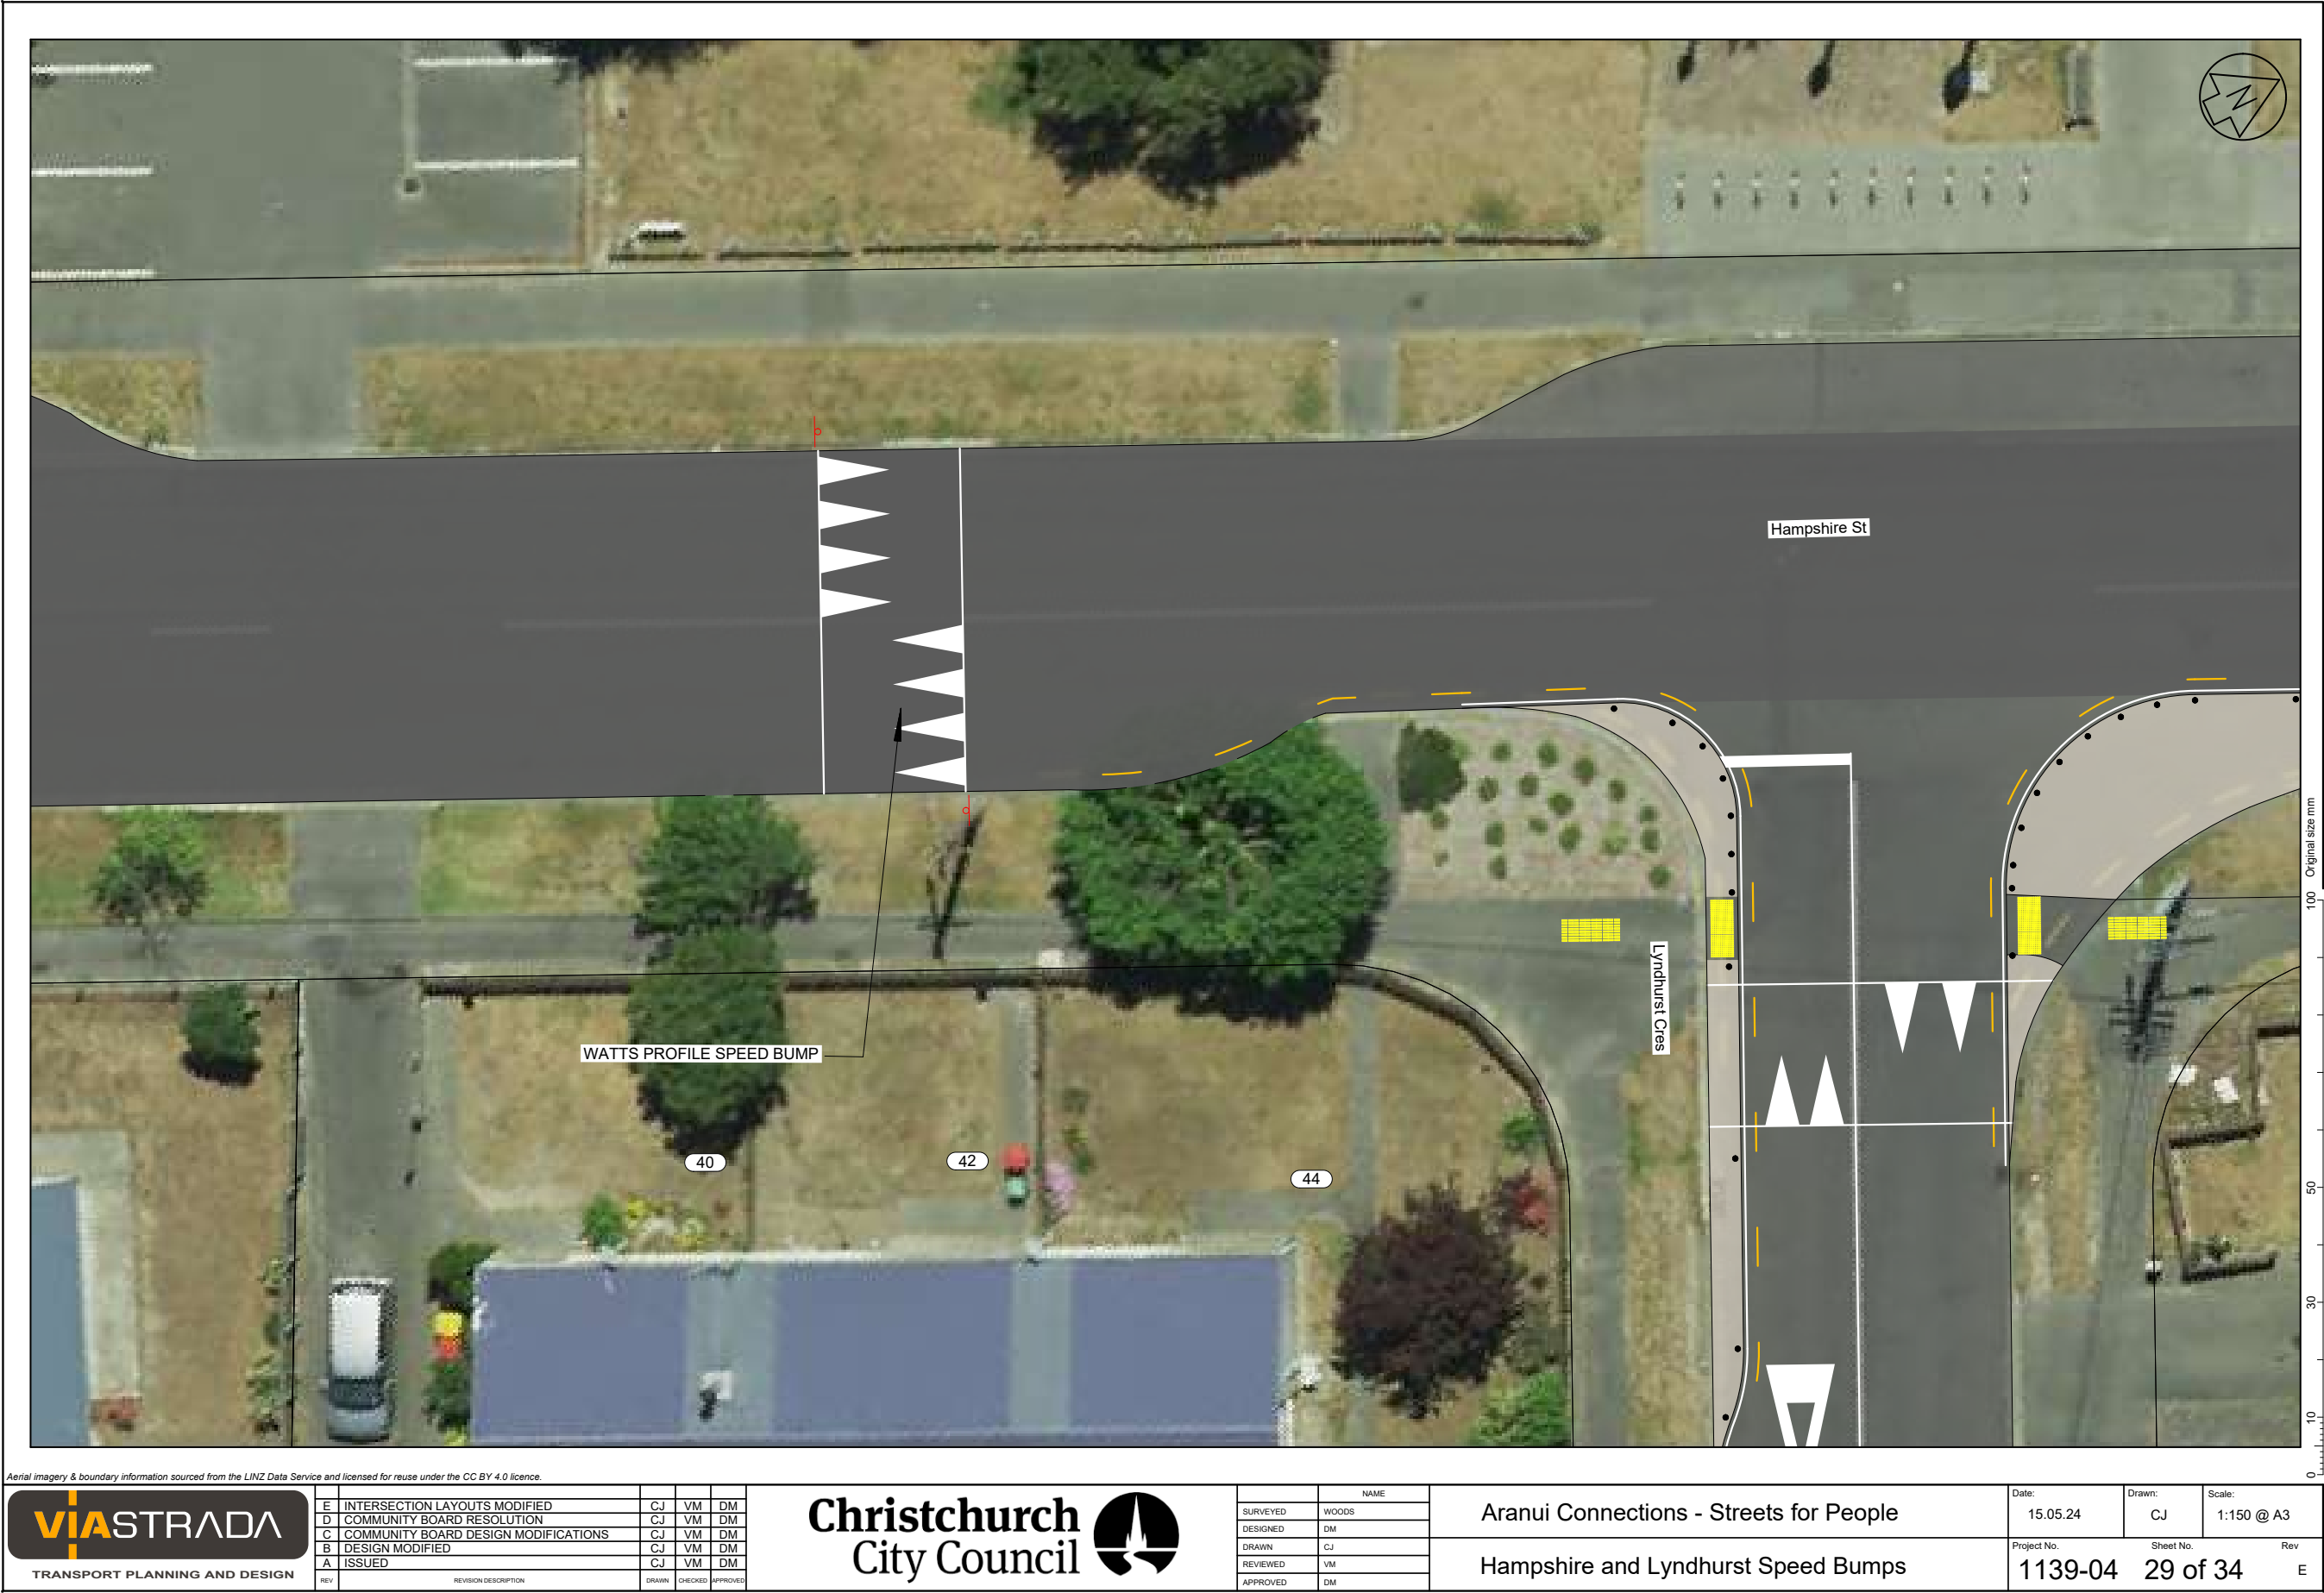 N
Hampshire St
Lyndhurst Cres
WATTS PROFILE SPEED BUMP
40
42
44
100 Original size mm
50
30
10
0
Aerial imagery & boundary information sourced from the LINZ Data Service and licensed for reuse under the CC BY 4.0 licence.
VIASTRADA
TRANSPORT PLANNING AND DESIGN
E INTERSECTION LAYOUTS MODIFIED CJ VM DM
D COMMUNITY BOARD RESOLUTION CJ VM DM
C COMMUNITY BOARD DESIGN MODIFICATIONS CJ VM DM
B DESIGN MODIFIED CJ VM DM
A ISSUED CJ VM DM
REV REVISION DESCRIPTION DRAWN CHECKED APPROVED
Christchurch
City Council
NAME
SURVEYED WOODS
DESIGNED DM
DRAWN CJ
REVIEWED VM
APPROVED DM
Aranui Connections - Streets for People
Hampshire and Lyndhurst Speed Bumps
Date: Drawn: Scale:
15.05.24 CJ 1:150 @ A3
Project No. Sheet No. Rev
1139-04 29 of 34 E